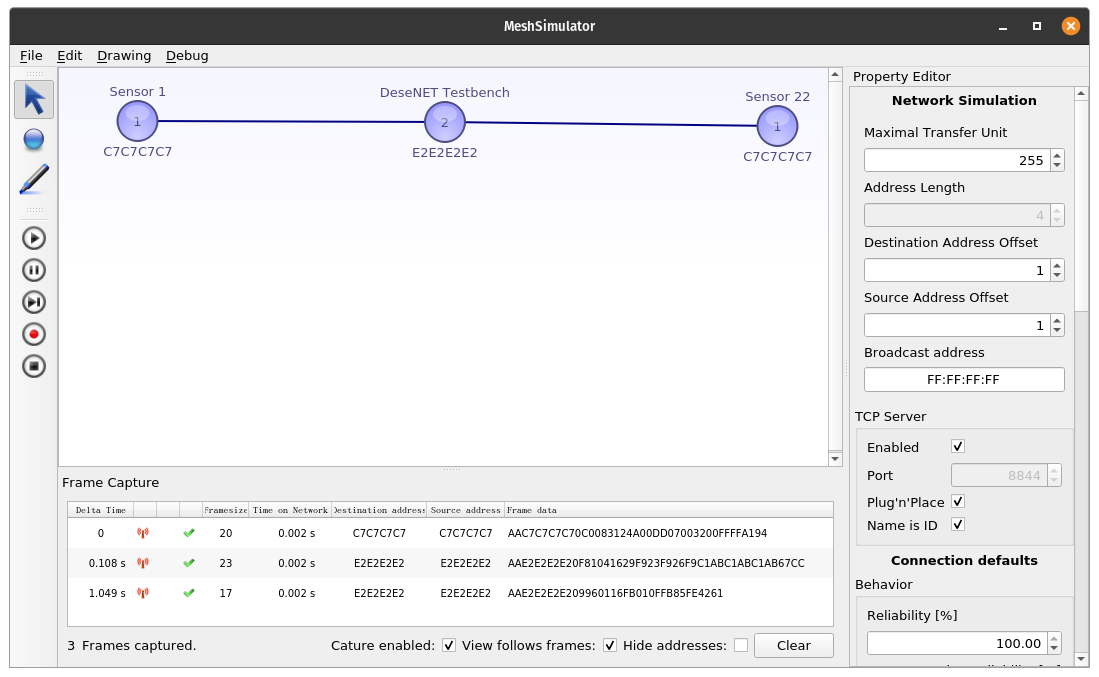 MeshSimulator
File Edit Drawing Debug
Sensor 1
1
C7C7C7C7
DeseNET Testbench
2
E2E2E2E2
Sensor 22
1
C7C7C7C7
Property Editor
Network Simulation
Maximal Transfer Unit
255
Address Length
4
Destination Address Offset
1
Source Address Offset
1
Broadcast address
FF:FF:FF:FF
TCP Server
Enabled
Port 8844
Plug'n'Place
Name is ID
Connection defaults
Behavior
Reliability [%]
100.00
Frame Capture
Delta Time Framesize Time on Network Destination address Source address Frame data
0 20 0.002 s C7C7C7C7 C7C7C7C7 AAC7C7C7C70C0083124A00DD07003200FFFFA194
0.108 s 23 0.002 s E2E2E2E2 E2E2E2E2 AAE2E2E2E20F81041629F923F926F9C1ABC1ABC1AB67CC
1.049 s 17 0.002 s E2E2E2E2 E2E2E2E2 AAE2E2E2E209960116FB010FFB85FE4261
3 Frames captured. Cature enabled: View follows frames: Hide addresses: Clear